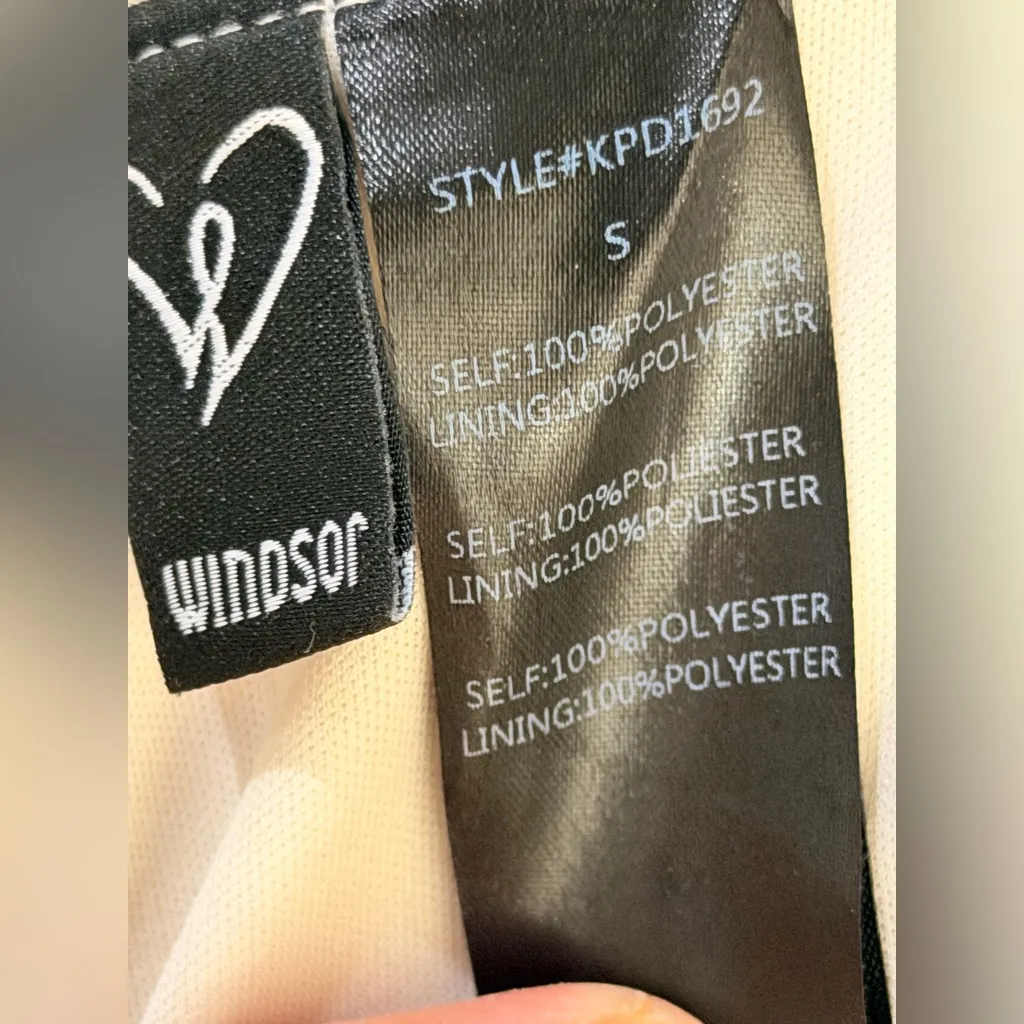 WINDSOR
STYLE#KPD1692
S
SELF:100%POLYESTER
LINING:100%POLYESTER
SELF:100%POLIESTER
LINING:100%POLIESTER
SELF:100%POLYESTER
LINING:100%POLYESTER